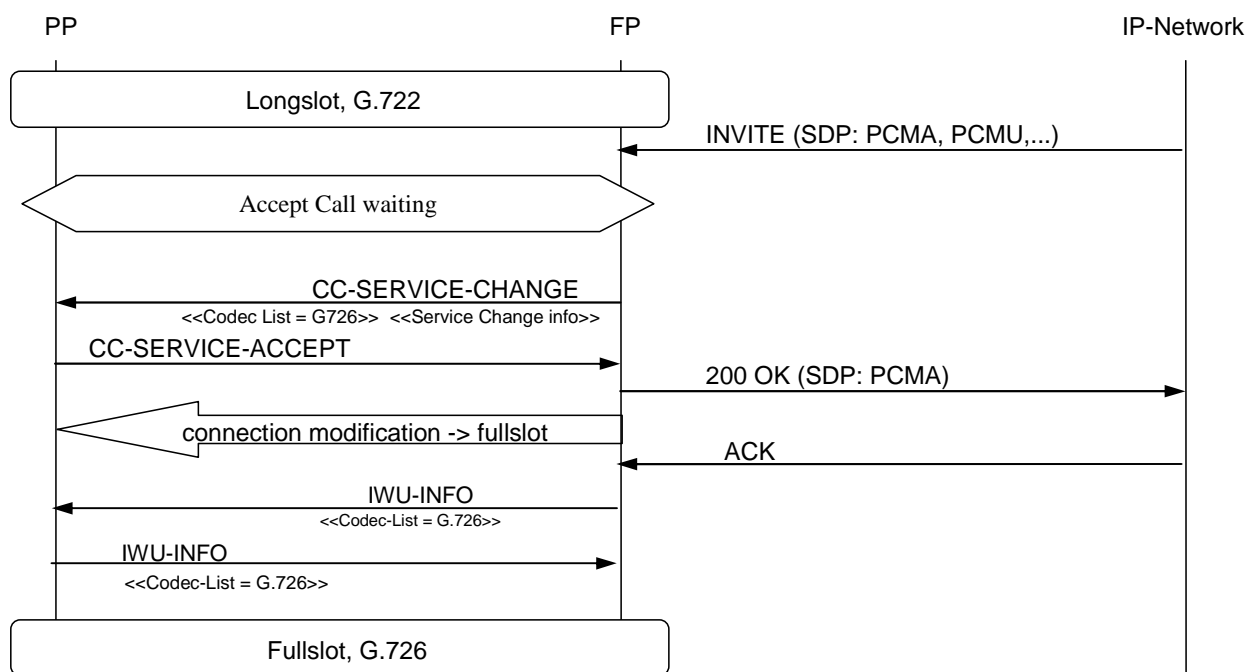 PP FP IP-Network
Longslot, G.722
INVITE (SDP: PCMA, PCMU,...)
Accept Call waiting
CC-SERVICE-CHANGE
<<Codec List = G726>> <<Service Change info>>
CC-SERVICE-ACCEPT
200 OK (SDP: PCMA)
connection modification -> fullslot
ACK
IWU-INFO
<<Codec-List = G.726>>
IWU-INFO
<<Codec-List = G.726>>
Fullslot, G.726